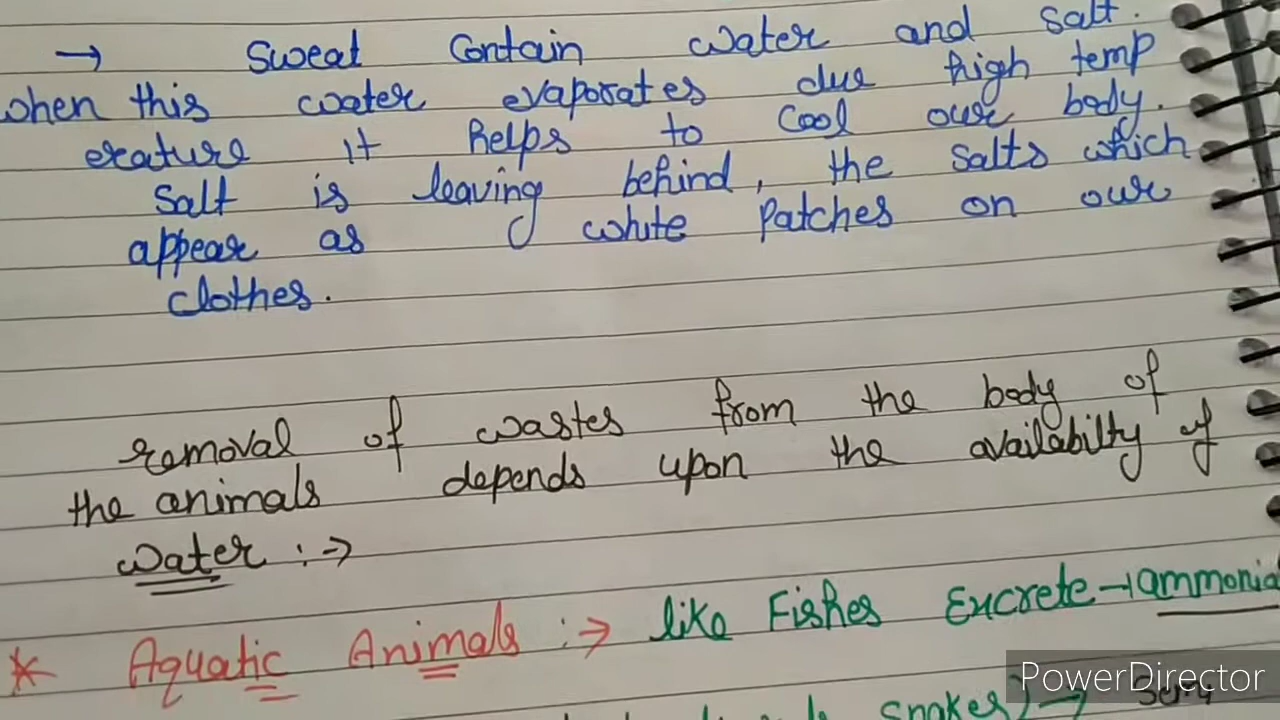 → Sweat Contain water and salt.
when this water evaporates due high temp
erature it helps to cool our body.
Salt is leaving behind, the salts which
appear as white patches on our
clothes.
removal of wastes from the body of
the animals depends upon the availabilty of
water :→
* Aquatic Animals :→ like Fishes Excrete → ammonia
snakes) →
PowerDirector